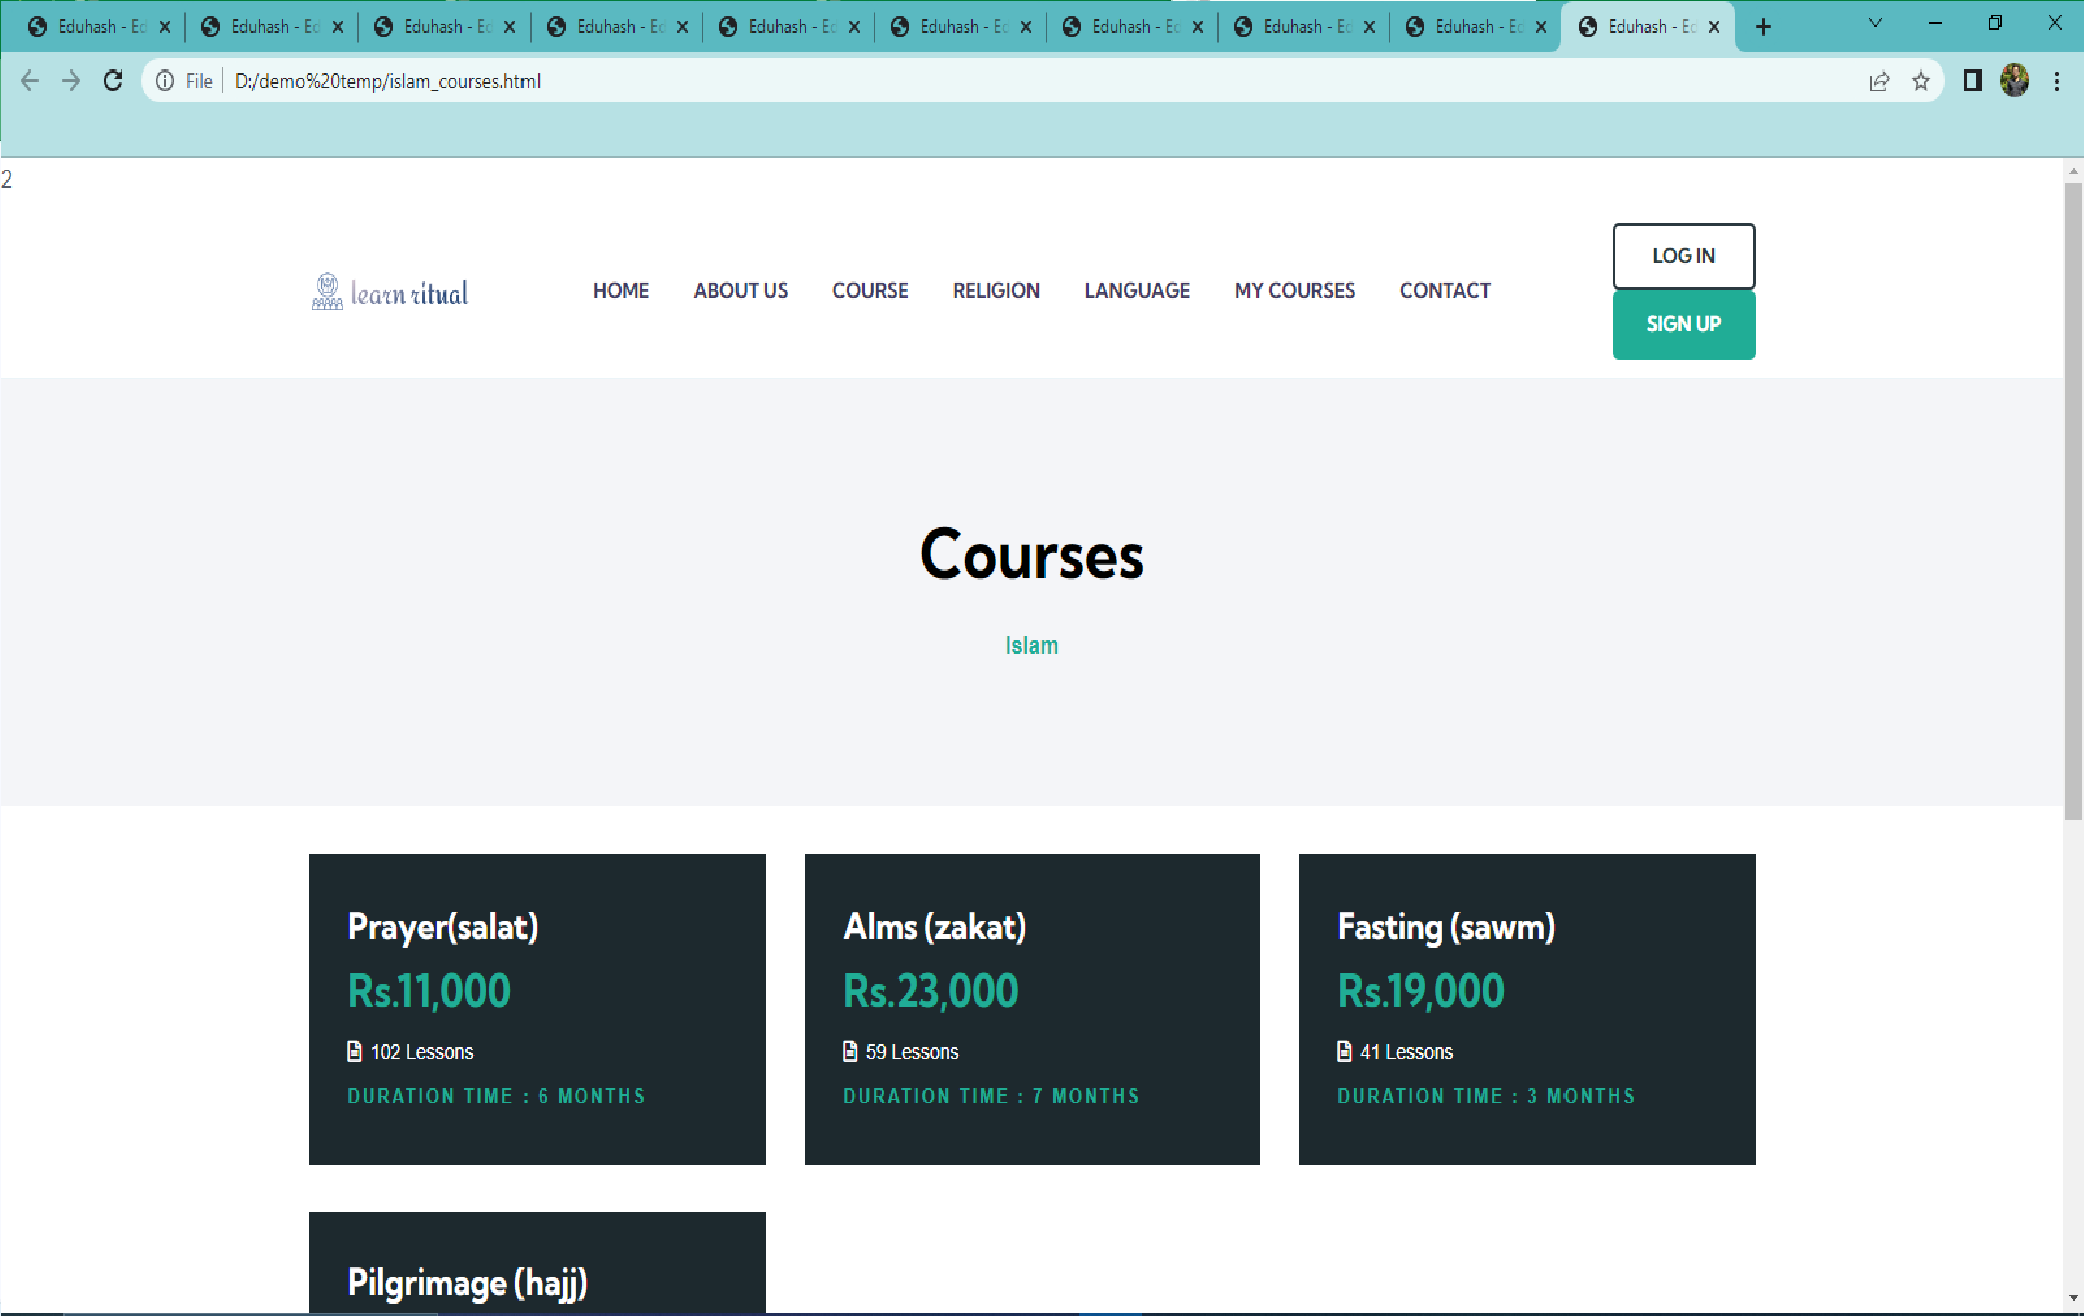 Eduhash - Ed Eduhash - Ed Eduhash - Ed Eduhash - Ed Eduhash - Ed Eduhash - Ed Eduhash - Ed Eduhash - Ed Eduhash - Ed Eduhash - Ed
File D:/demo%20temp/islam_courses.html
2
learn ritual HOME ABOUT US COURSE RELIGION LANGUAGE MY COURSES CONTACT
LOG IN
SIGN UP
Courses
Islam
Prayer(salat)
Rs.11,000
102 Lessons
DURATION TIME : 6 MONTHS
Alms (zakat)
Rs.23,000
59 Lessons
DURATION TIME : 7 MONTHS
Fasting (sawm)
Rs.19,000
41 Lessons
DURATION TIME : 3 MONTHS
Pilgrimage (hajj)